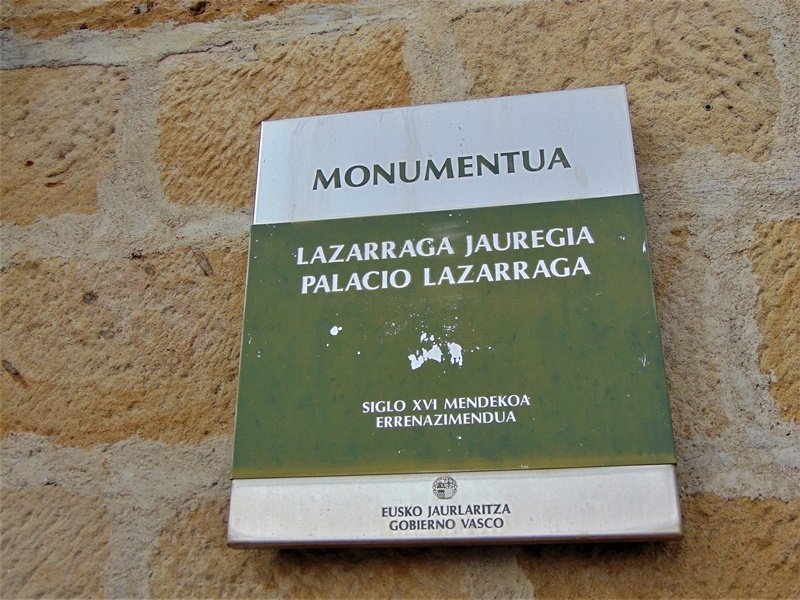 MONUMENTUA
LAZARRAGA JAUREGIA
PALACIO LAZARRAGA
SIGLO XVI MENDEKOA
ERRENAZIMENDUA
EUSKO JAURLARITZA
GOBIERNO VASCO